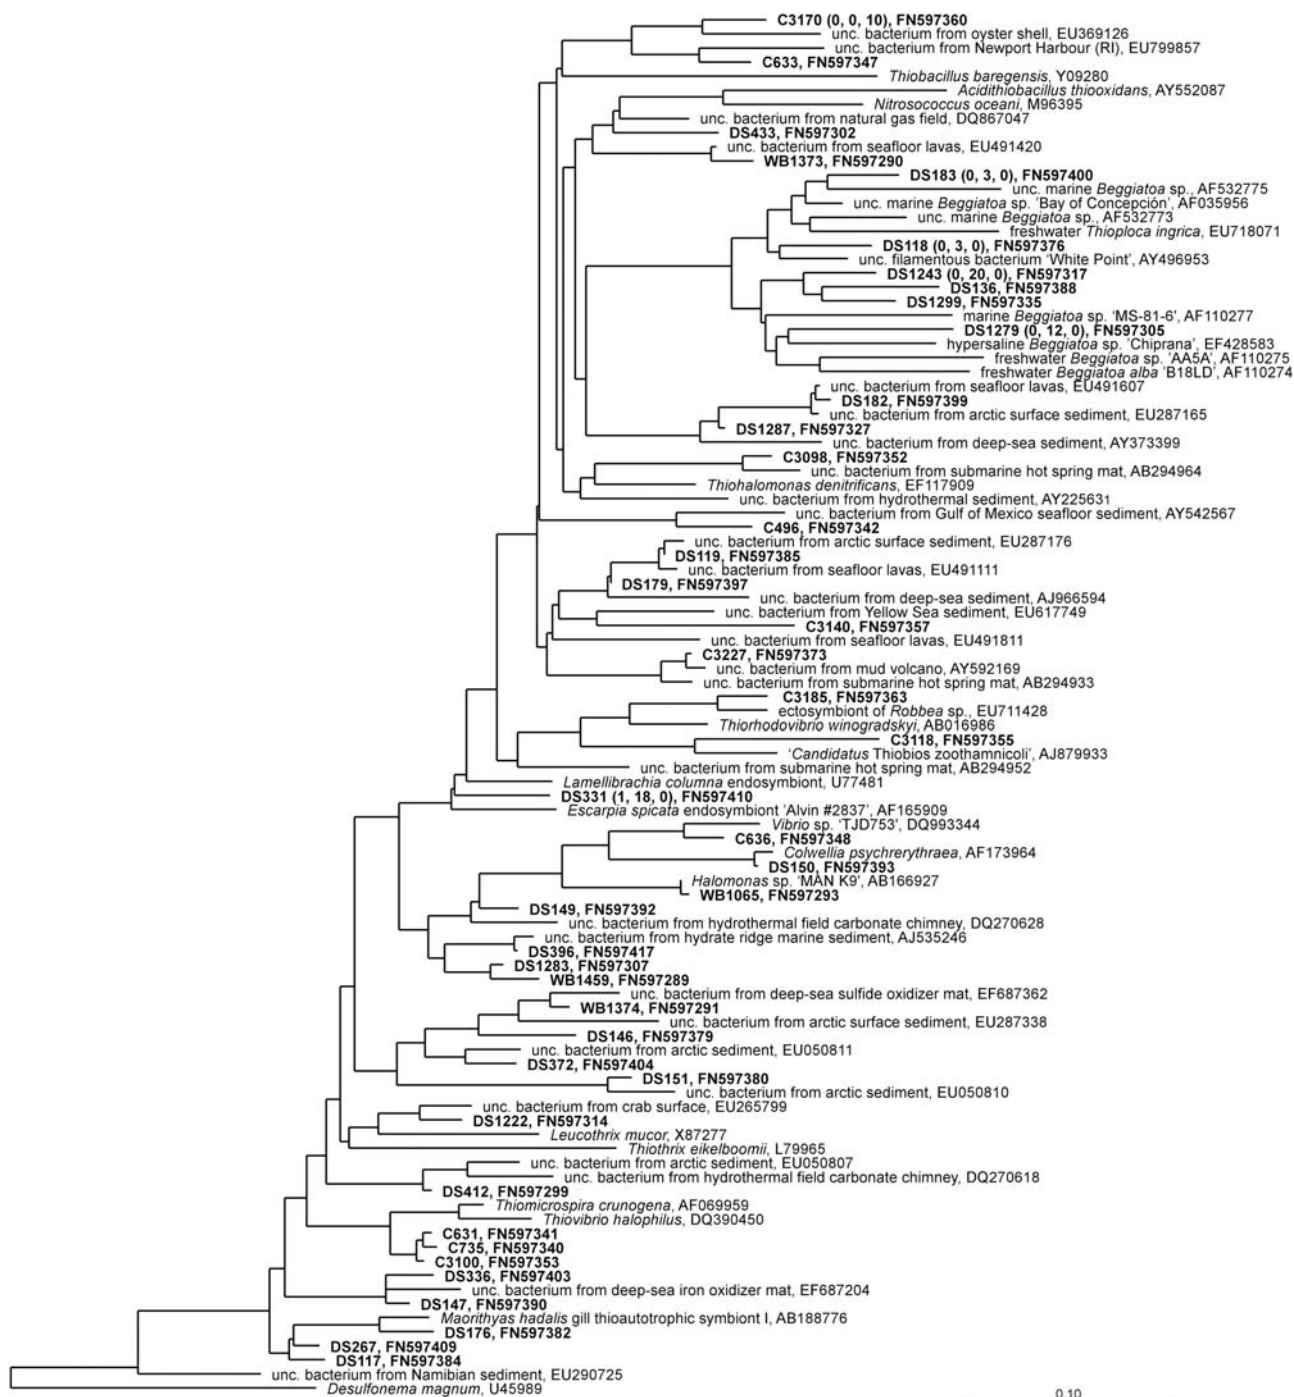 C3170 (0, 0, 10), FN597360
unc. bacterium from oyster shell, EU369126
unc. bacterium from Newport Harbour (RI), EU799857
C633, FN597347
Thiobacillus baregensis, Y09280
Acidithiobacillus thiooxidans, AY552087
Nitrosococcus oceani, M96395
unc. bacterium from natural gas field, DQ867047
DS433, FN597302
unc. bacterium from seafloor lavas, EU491420
WB1373, FN597290
DS183 (0, 3, 0), FN597400
unc. marine Beggiatoa sp., AF532775
unc. marine Beggiatoa sp. 'Bay of Concepción', AF035956
unc. marine Beggiatoa sp., AF532773
freshwater Thioploca ingrica, EU718071
DS118 (0, 3, 0), FN597376
unc. filamentous bacterium 'White Point', AY496953
DS1243 (0, 20, 0), FN597317
DS136, FN597388
DS1299, FN597335
marine Beggiatoa sp. 'MS-81-6', AF110277
DS1279 (0, 12, 0), FN597305
hypersaline Beggiatoa sp. 'Chiprana', EF428583
freshwater Beggiatoa sp. 'AA5A', AF110275
freshwater Beggiatoa alba 'B18LD', AF110274
unc. bacterium from seafloor lavas, EU491607
DS182, FN597399
unc. bacterium from arctic surface sediment, EU287165
DS1287, FN597327
unc. bacterium from deep-sea sediment, AY373399
C3098, FN597352
unc. bacterium from submarine hot spring mat, AB294964
Thiohalomonas denitrificans, EF117909
unc. bacterium from hydrothermal sediment, AY225631
unc. bacterium from Gulf of Mexico seafloor sediment, AY542567
C496, FN597342
unc. bacterium from arctic surface sediment, EU287176
DS119, FN597385
unc. bacterium from seafloor lavas, EU491111
DS179, FN597397
unc. bacterium from deep-sea sediment, AJ966594
unc. bacterium from Yellow Sea sediment, EU617749
C3140, FN597357
unc. bacterium from seafloor lavas, EU491811
C3227, FN597373
unc. bacterium from mud volcano, AY592169
unc. bacterium from submarine hot spring mat, AB294933
C3185, FN597363
ectosymbiont of Robbea sp., EU711428
Thiorhodovibrio winogradskyi, AB016986
C3118, FN597355
'Candidatus Thiobios zoothamnicoli', AJ879933
unc. bacterium from submarine hot spring mat, AB294952
Lamellibrachia columna endosymbiont, U77481
DS331 (1, 18, 0), FN597410
Escarpia spicata endosymbiont 'Alvin #2837', AF165909
Vibrio sp. 'TJD753', DQ993344
C636, FN597348
Colwellia psychrerythraea, AF173964
DS150, FN597393
Halomonas sp. 'MAN K9', AB166927
WB1065, FN597293
DS149, FN597392
unc. bacterium from hydrothermal field carbonate chimney, DQ270628
unc. bacterium from hydrate ridge marine sediment, AJ535246
DS396, FN597417
DS1283, FN597307
WB1459, FN597289
unc. bacterium from deep-sea sulfide oxidizer mat, EF687362
WB1374, FN597291
unc. bacterium from arctic surface sediment, EU287338
DS146, FN597379
unc. bacterium from arctic sediment, EU050811
DS372, FN597404
DS151, FN597380
unc. bacterium from arctic sediment, EU050810
unc. bacterium from crab surface, EU265799
DS1222, FN597314
Leucothrix mucor, X87277
Thiothrix eikelboomii, L79965
unc. bacterium from arctic sediment, EU050807
unc. bacterium from hydrothermal field carbonate chimney, DQ270618
DS412, FN597299
Thiomicrospira crunogena, AF069959
Thiovibrio halophilus, DQ390450
C631, FN597341
C735, FN597340
C3100, FN597353
DS336, FN597403
unc. bacterium from deep-sea iron oxidizer mat, EF687204
DS147, FN597390
Maorithyas hadalis gill thioautotrophic symbiont I, AB188776
DS176, FN597382
DS267, FN597409
DS117, FN597384
unc. bacterium from Namibian sediment, EU290725
Desulfonema magnum, U45989
0.10